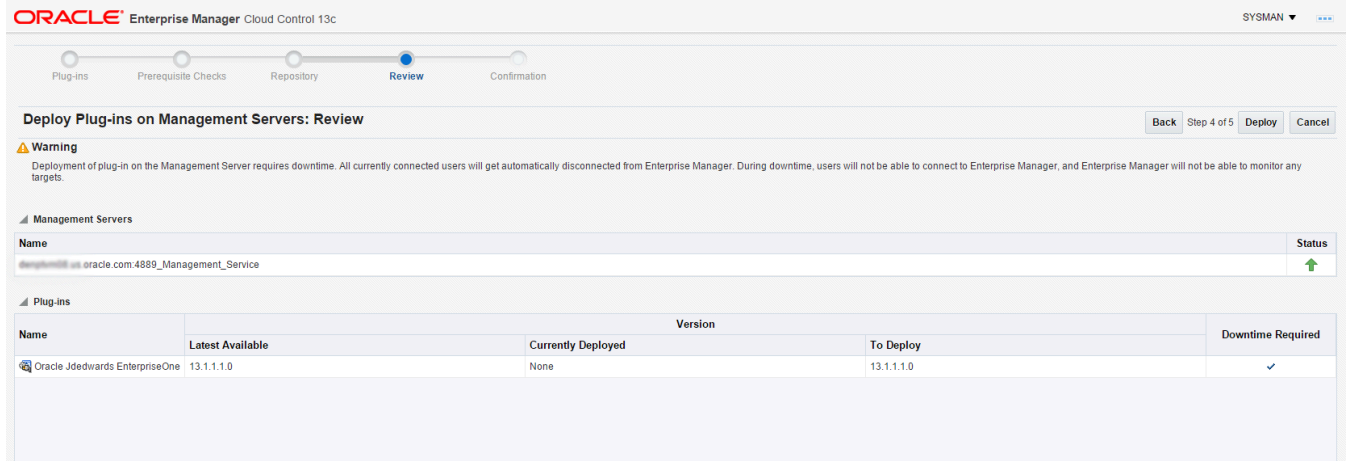 ORACLE® Enterprise Manager Cloud Control 13c
SYSMAN
Plug-ins Prerequisite Checks Repository Review Confirmation
Deploy Plug-ins on Management Servers: Review
Back Step 4 of 5 Deploy Cancel
Warning
Deployment of plug-in on the Management Server requires downtime. All currently connected users will get automatically disconnected from Enterprise Manager. During downtime, users will not be able to connect to Enterprise Manager, and Enterprise Manager will not be able to monitor any
targets.
Management Servers
Name Status
oracle.com:4889_Management_Service
Plug-ins
Name Version Downtime Required
Latest Available Currently Deployed To Deploy
Oracle Jdedwards EnterpriseOne 13.1.1.1.0 None 13.1.1.1.0